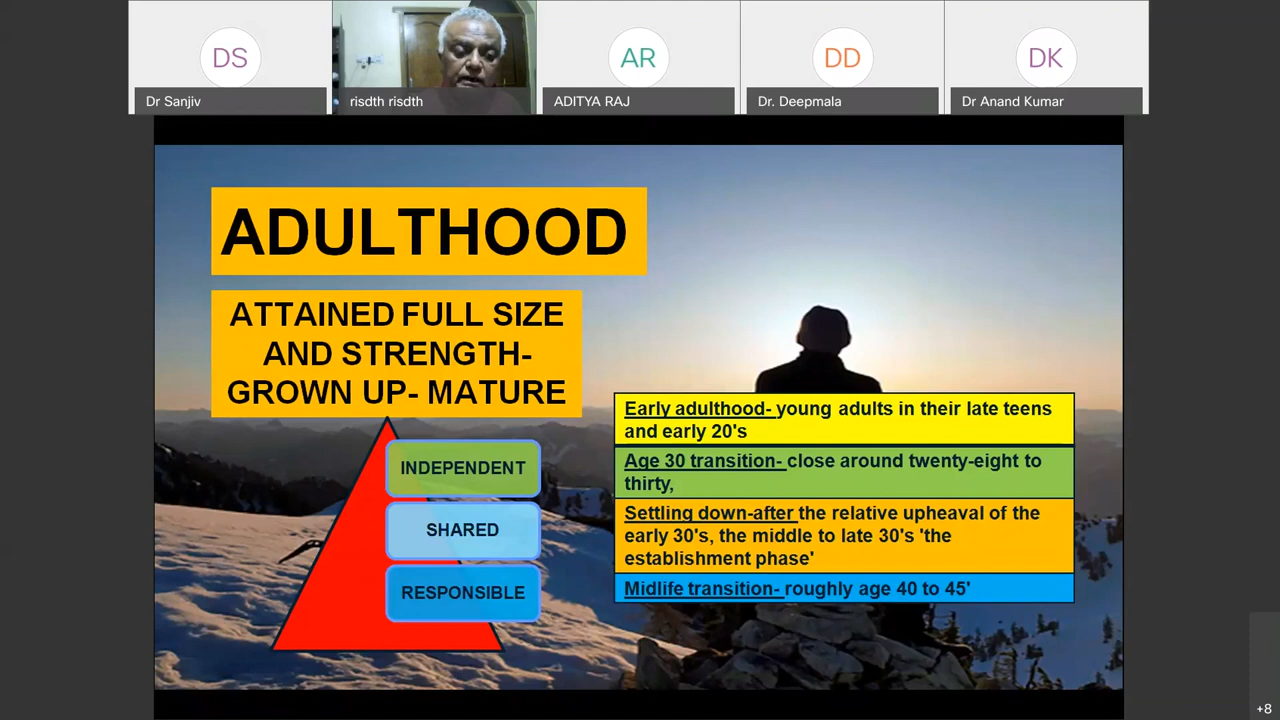 DS
AR
DD
DK
Dr Sanjiv
risdth risdth
ADITYA RAJ
Dr. Deepmala
Dr Anand Kumar
ADULTHOOD
ATTAINED FULL SIZE
AND STRENGTH-
GROWN UP- MATURE
INDEPENDENT
SHARED
RESPONSIBLE
Early adulthood- young adults in their late teens
and early 20's
Age 30 transition- close around twenty-eight to
thirty,
Settling down-after the relative upheaval of the
early 30's, the middle to late 30's 'the
establishment phase'
Midlife transition- roughly age 40 to 45'
+8